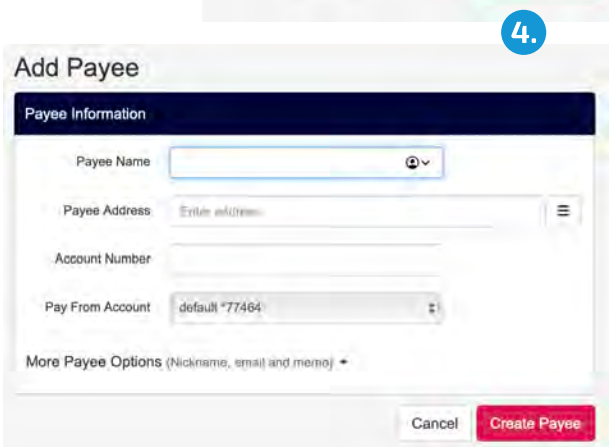 4.
Add Payee
Payee Information
Payee Name
Payee Address Enter address
Account Number
Pay From Account default *77464
More Payee Options (Nickname, email and memo)
Cancel Create Payee